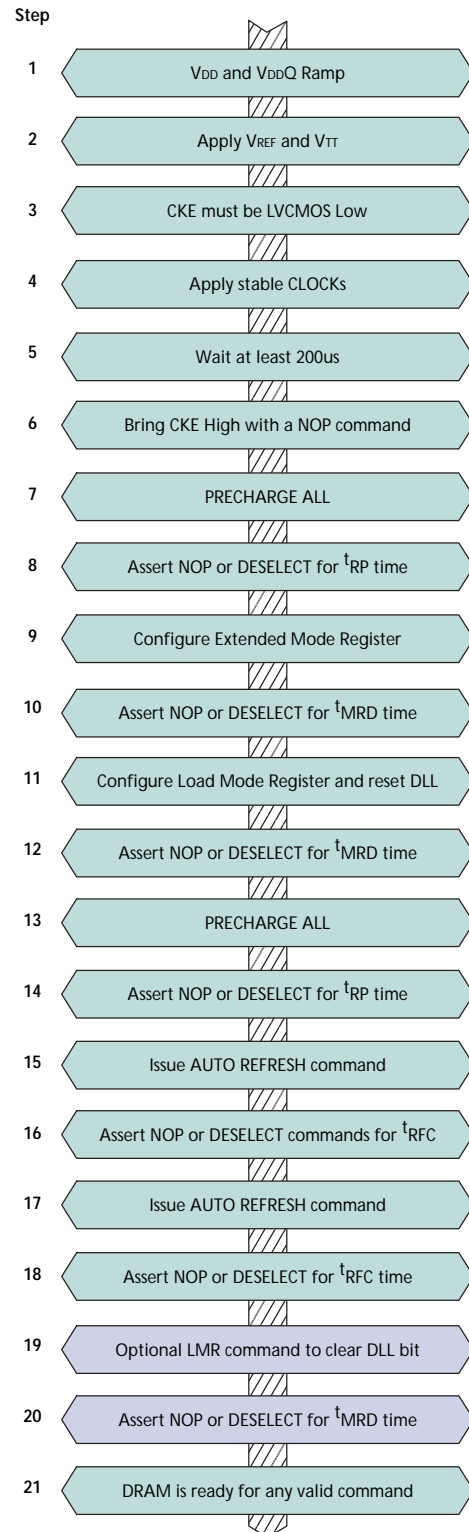 Step
1 VDD and VDDQ Ramp
2 Apply VREF and VTT
3 CKE must be LVCMOS Low
4 Apply stable CLOCKs
5 Wait at least 200us
6 Bring CKE High with a NOP command
7 PRECHARGE ALL
8 Assert NOP or DESELECT for tRP time
9 Configure Extended Mode Register
10 Assert NOP or DESELECT for tMRD time
11 Configure Load Mode Register and reset DLL
12 Assert NOP or DESELECT for tMRD time
13 PRECHARGE ALL
14 Assert NOP or DESELECT for tRP time
15 Issue AUTO REFRESH command
16 Assert NOP or DESELECT commands for tRFC
17 Issue AUTO REFRESH command
18 Assert NOP or DESELECT for tRFC time
19 Optional LMR command to clear DLL bit
20 Assert NOP or DESELECT for tMRD time
21 DRAM is ready for any valid command